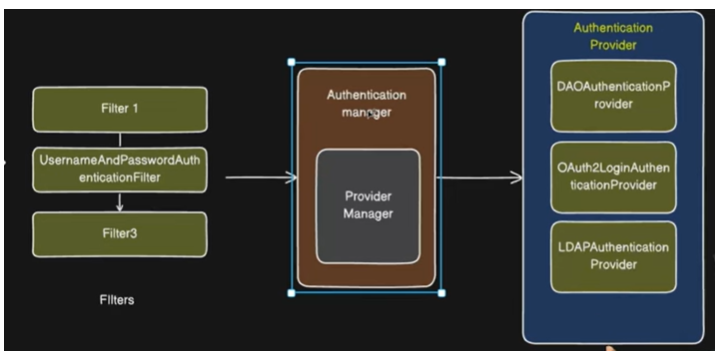 Filter 1
UsernameAndPasswordAuth
enticationFilter
Filter3
FIlters
Authentication
manager
Provider
Manager
Authentication
Provider
DAOAuthenticationP
rovider
OAuth2LoginAuthen
ticationProvider
LDAPAuthentication
Provider